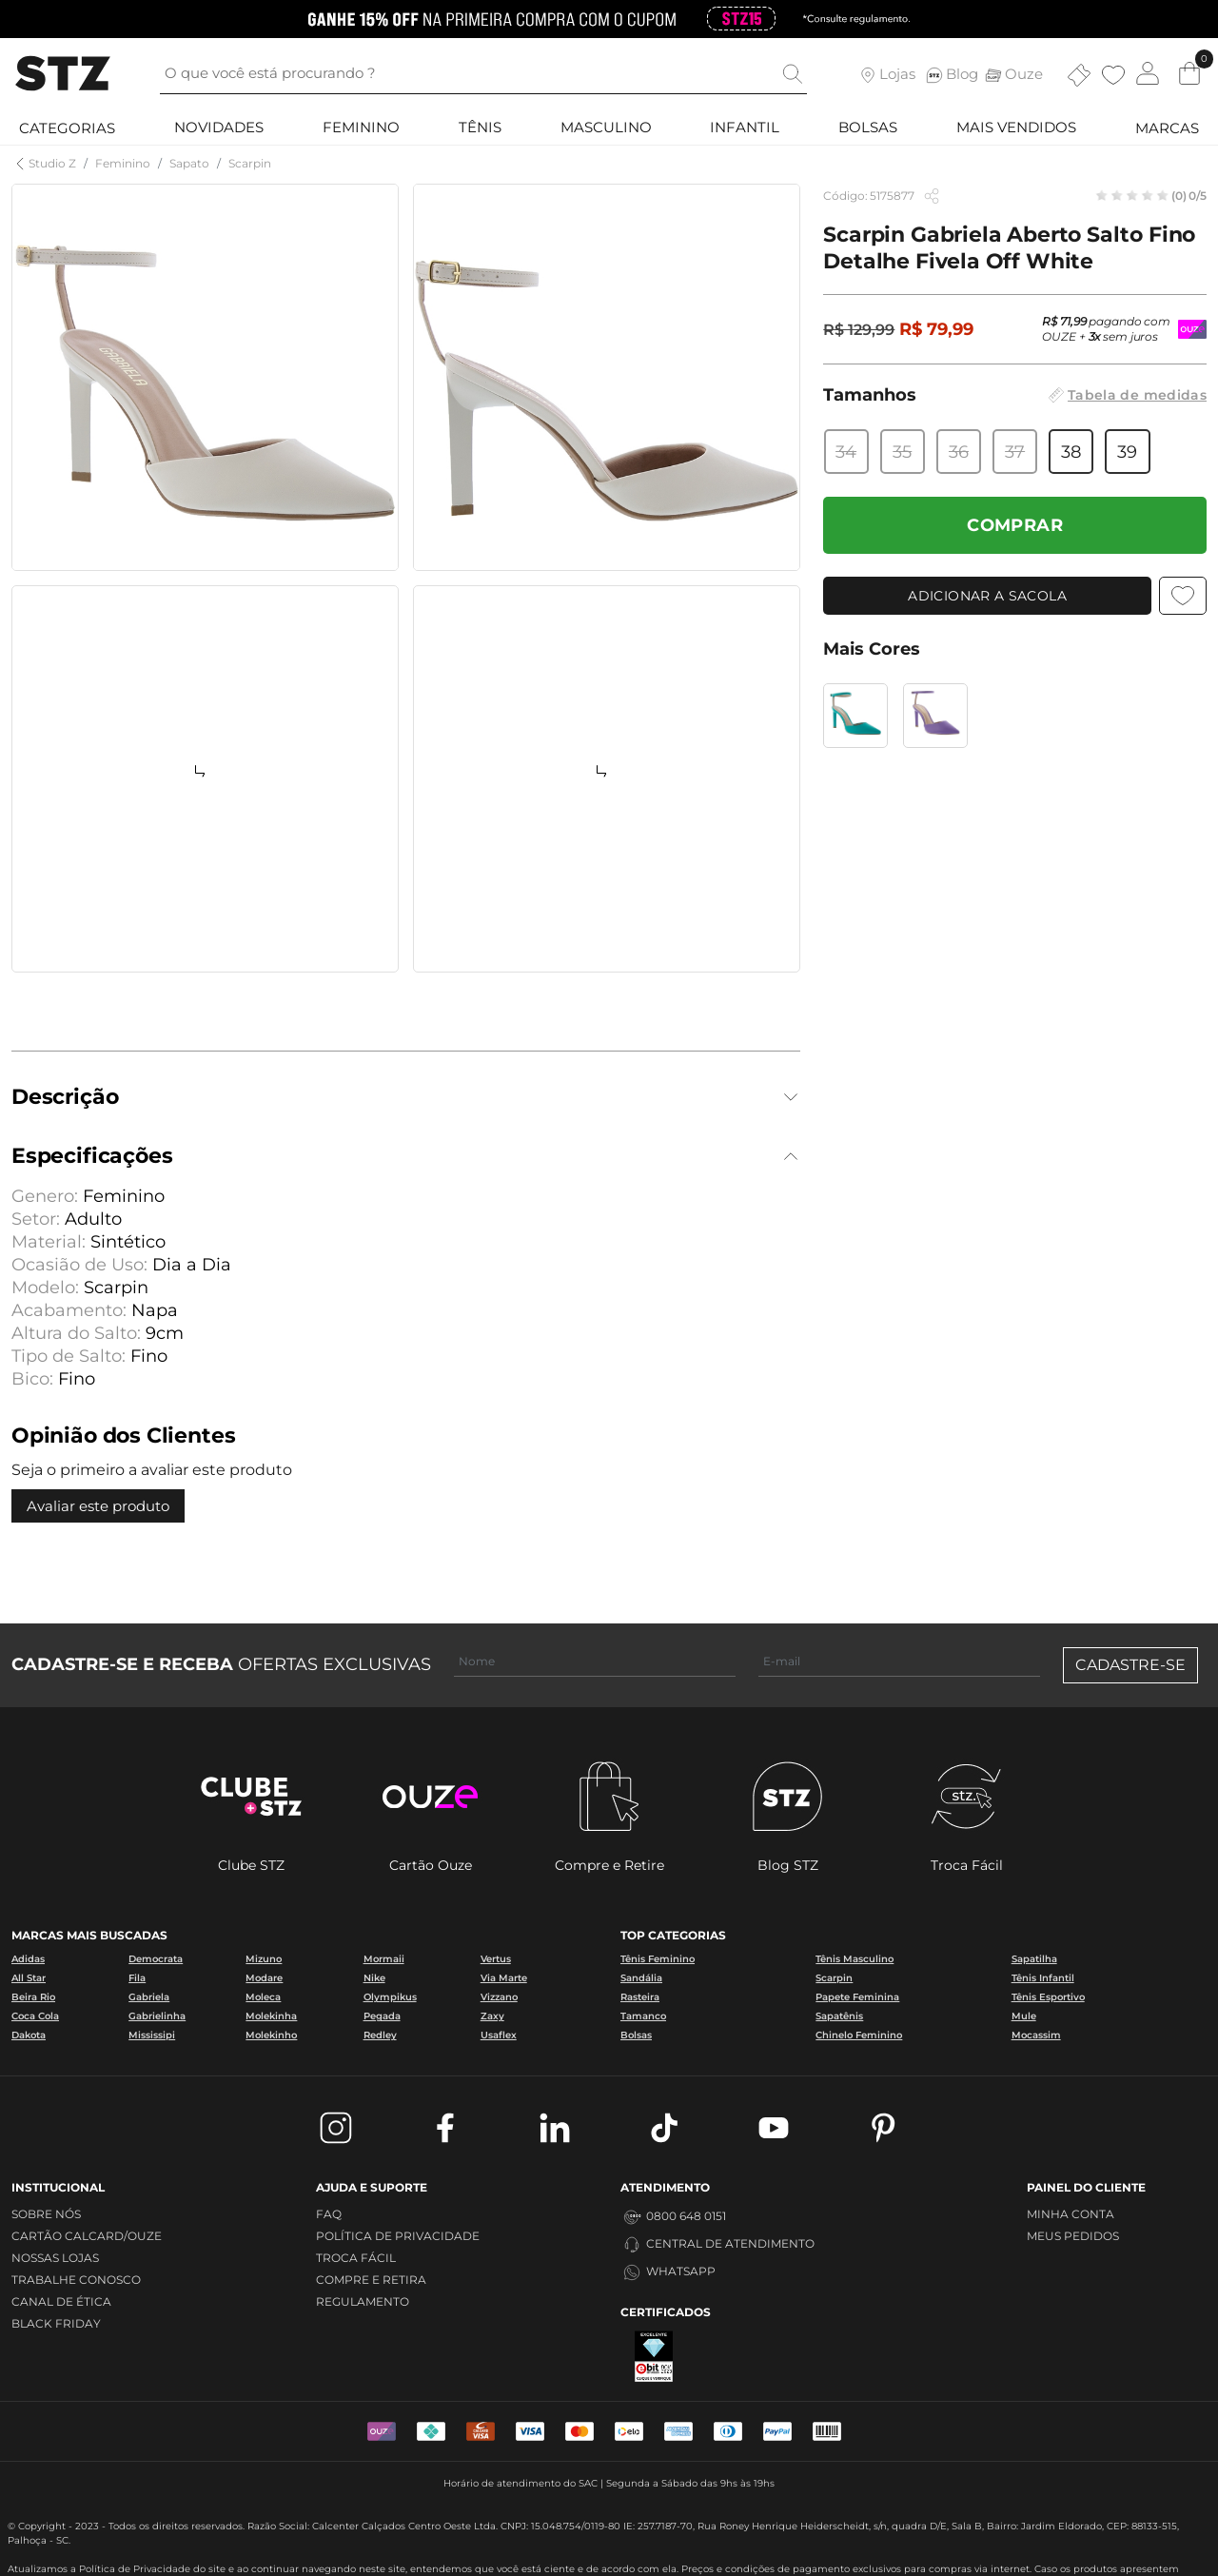 GANHE 15% OFF NA PRIMEIRA COMPRA COM O CUPOM STZ15 *Consulte regulamento.
STZ
O que você está procurando ?
Lojas STZ Blog Ouze 0
CATEGORIAS NOVIDADES FEMININO TÊNIS MASCULINO INFANTIL BOLSAS MAIS VENDIDOS MARCAS
Studio Z / Feminino / Sapato / Scarpin
GABRIELA
Código: 5175877 (0) 0/5
Scarpin Gabriela Aberto Salto Fino
Detalhe Fivela Off White
R$ 129,99 R$ 79,99
R$ 71,99 pagando com
OUZE + 3x sem juros
OUZ
Tamanhos Tabela de medidas
34 35 36 37 38 39
COMPRAR
ADICIONAR A SACOLA
Mais Cores
Descrição
Especificações
Genero: Feminino
Setor: Adulto
Material: Sintético
Ocasião de Uso: Dia a Dia
Modelo: Scarpin
Acabamento: Napa
Altura do Salto: 9cm
Tipo de Salto: Fino
Bico: Fino
Opinião dos Clientes
Seja o primeiro a avaliar este produto
Avaliar este produto
CADASTRE-SE E RECEBA OFERTAS EXCLUSIVAS Nome E-mail CADASTRE-SE
CLUBE
+STZ
ouze
STZ
stz.
Clube STZ Cartão Ouze Compre e Retire Blog STZ Troca Fácil
MARCAS MAIS BUSCADAS TOP CATEGORIAS
Adidas Democrata Mizuno Mormaii Vertus Tênis Feminino Tênis Masculino Sapatilha
All Star Fila Modare Nike Via Marte Sandália Scarpin Tênis Infantil
Beira Rio Gabriela Moleca Olympikus Vizzano Rasteira Papete Feminina Tênis Esportivo
Coca Cola Gabrielinha Molekinha Pegada Zaxy Tamanco Sapatênis Mule
Dakota Mississipi Molekinho Redley Usaflex Bolsas Chinelo Feminino Mocassim
INSTITUCIONAL
SOBRE NÓS
CARTÃO CALCARD/OUZE
NOSSAS LOJAS
TRABALHE CONOSCO
CANAL DE ÉTICA
BLACK FRIDAY
AJUDA E SUPORTE
FAQ
POLÍTICA DE PRIVACIDADE
TROCA FÁCIL
COMPRE E RETIRA
REGULAMENTO
ATENDIMENTO
0800 648 0151
CENTRAL DE ATENDIMENTO
WHATSAPP
CERTIFICADOS
EXCELENTE
ebit
PAINEL DO CLIENTE
MINHA CONTA
MEUS PEDIDOS
OUZ VISA VISA elo PayPal
Horário de atendimento do SAC | Segunda a Sábado das 9hs às 19hs
© Copyright - 2023 - Todos os direitos reservados. Razão Social: Calcenter Calçados Centro Oeste Ltda. CNPJ: 15.048.754/0119-80 IE: 257.7187-70, Rua Roney Henrique Heiderscheidt, s/n, quadra D/E, Sala B, Bairro: Jardim Eldorado, CEP: 88133-515,
Palhoça - SC.
Atualizamos a Política de Privacidade do site e ao continuar navegando neste site, entendemos que você está ciente e de acordo com ela. Preços e condições de pagamento exclusivos para compras via internet. Caso os produtos apresentem